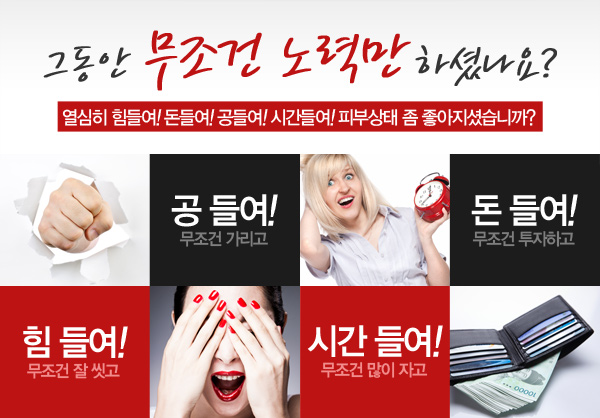 그동안 무조건 노력만 하셨나요?
열심히 힘들여! 돈들여! 공들여! 시간들여! 피부상태 좀 좋아지셨습니까?
공 들여!
무조건 가리고
돈 들여!
무조건 투자하고
힘 들여!
무조건 잘 씻고
시간 들여!
무조건 많이 자고
10000